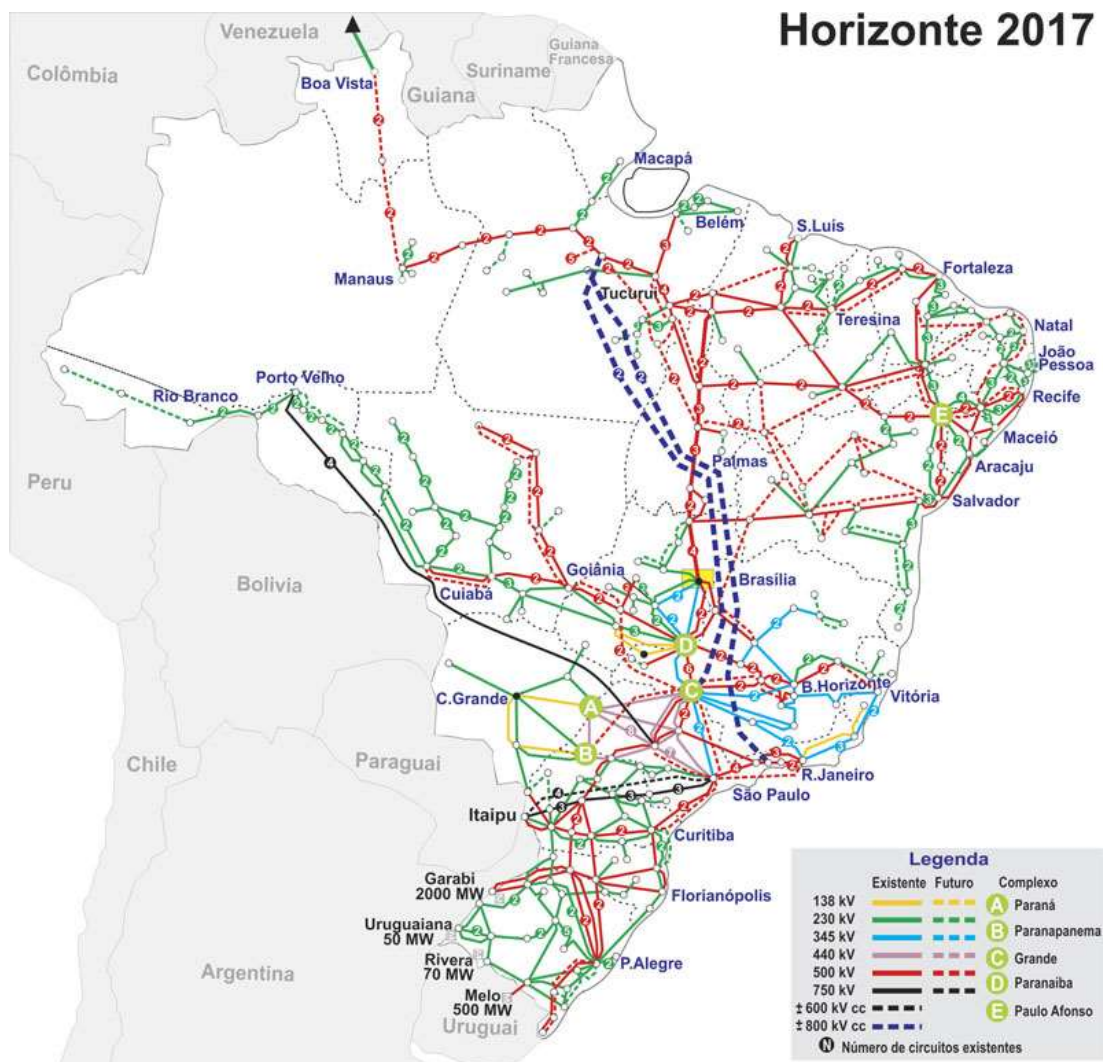 Horizonte 2017
Venezuela
Guiana
Francesa
Colômbia
Suriname
Boa Vista
Guiana
Macapá
Belém
S.Luís
Manaus
Fortaleza
Tucuruí
Teresina
Natal
João
Pessoa
Porto Velho
Rio Branco
Recife
E
Maceió
Palmas
Aracaju
Peru
Salvador
Bolivia
Goiânia
Cuiabá
Brasília
D
C
B.Horizonte
Vitória
C.Grande
A
B
Paraguai
Chile
R.Janeiro
São Paulo
Itaipu
Curitiba
Garabi
2000 MW
Florianópolis
Uruguaiana
50 MW
Rivera
70 MW
P.Alegre
Melo
500 MW
Argentina
Uruguai
Legenda
Existente Futuro Complexo
138 kV A Paraná
230 kV
345 kV B Paranapanema
440 kV C Grande
500 kV
750 kV D Paranaíba
±600 kV cc
±800 kV cc E Paulo Afonso
N Número de circuitos existentes